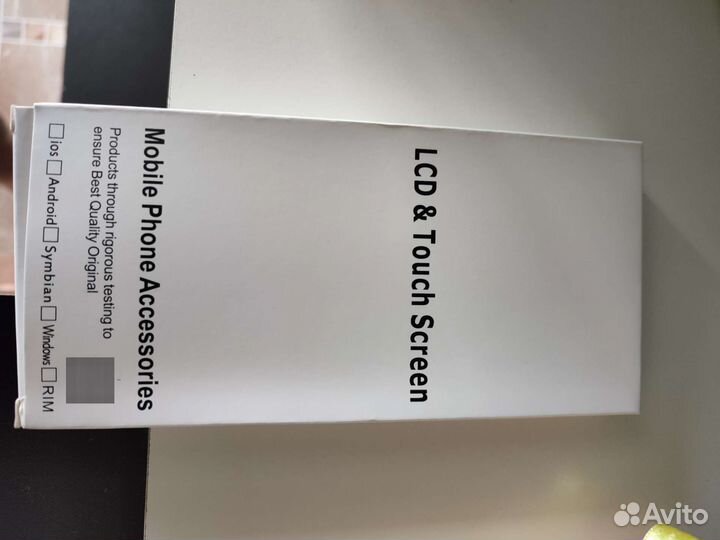 LCD & Touch Screen
Mobile Phone Accessories
Products through rigorous testing to
ensure Best Quality Original
ios Android Symbian Windows RIM
Avito